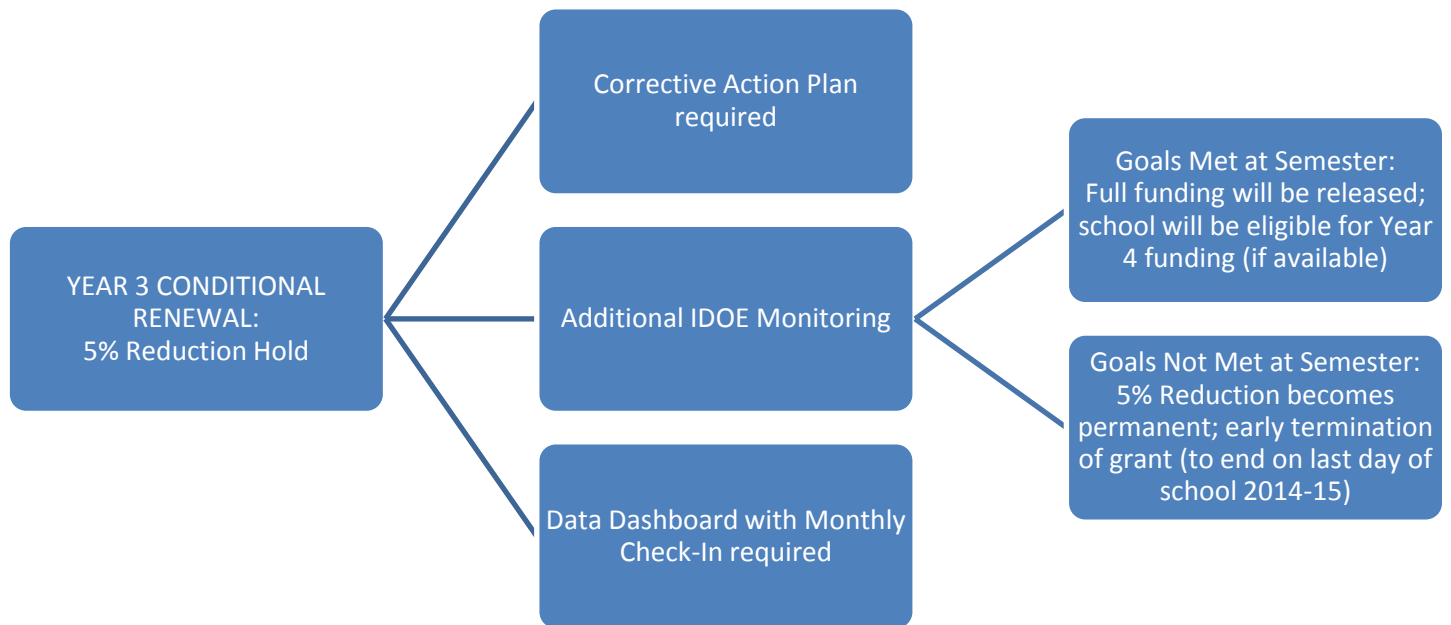 YEAR 3 CONDITIONAL
RENEWAL:
5% Reduction Hold
Corrective Action Plan
required
Additional IDOE Monitoring
Data Dashboard with Monthly
Check-In required
Goals Met at Semester:
Full funding will be released;
school will be eligible for Year
4 funding (if available)
Goals Not Met at Semester:
5% Reduction becomes
permanent; early termination
of grant (to end on last day of
school 2014-15)